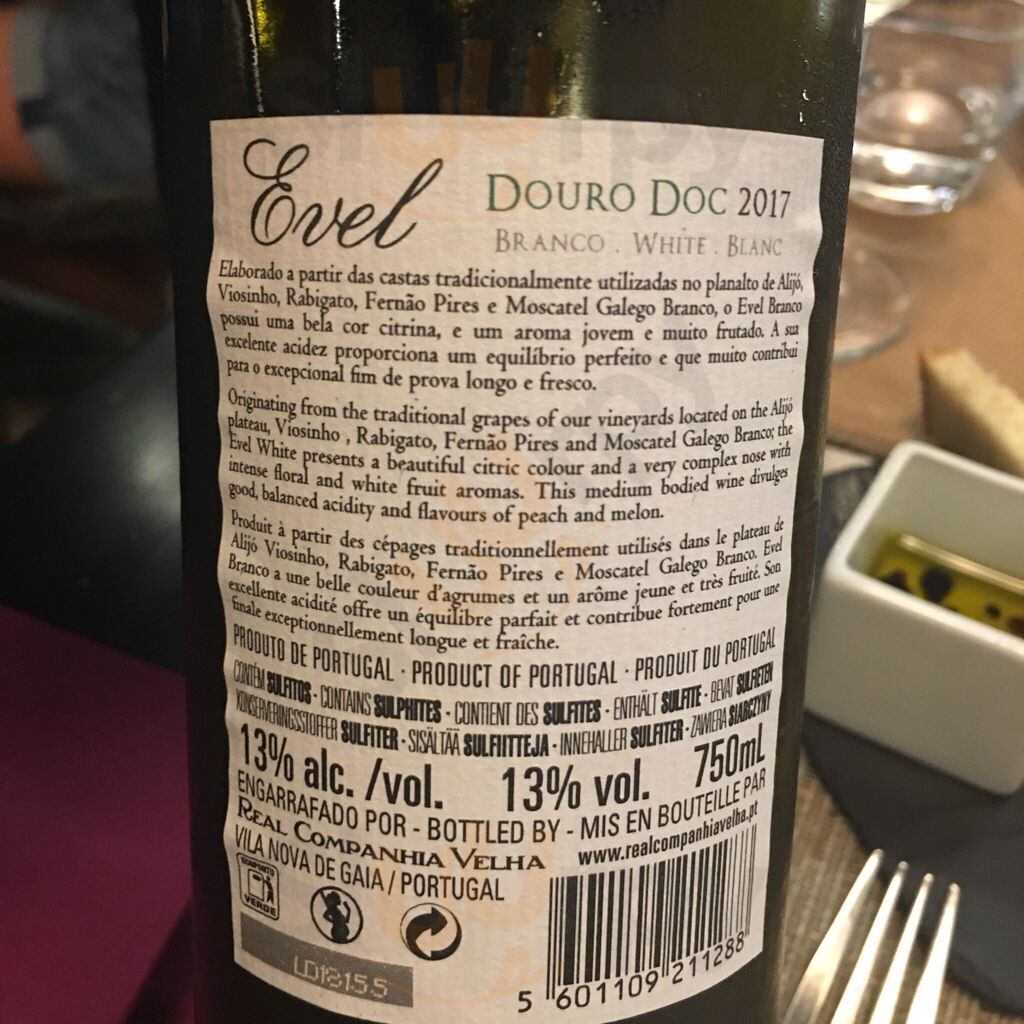 Evel
DOURO DOC 2017
BRANCO . WHITE . BLANC
Elaborado a partir das castas tradicionalmente utilizadas no planalto de Alijó,
Viosinho, Rabigato, Fernão Pires e Moscatel Galego Branco, o Evel Branco
possui uma bela cor citrina, e um aroma jovem e muito frutado. A sua
excelente acidez proporciona um equilíbrio perfeito e que muito contribui
para o excepcional fim de prova longo e fresco.
Originating from the traditional grapes of our vineyards located on the Alijó
plateau, Viosinho , Rabigato, Fernão Pires and Moscatel Galego Branco; the
Evel White presents a beautiful citric colour and a very complex nose with
intense floral and white fruit aromas. This medium bodied wine divulges
good, balanced acidity and flavours of peach and melon.
Produit à partir des cépages traditionnellement utilisés dans le plateau de
Alijó Viosinho, Rabigato, Fernão Pires e Moscatel Galego Branco. Evel
Branco a une belle couleur d'agrumes et un arôme jeune et très fruité. Son
excellente acidité offre un équilibre parfait et contribue fortement pour une
finale exceptionnellement longue et fraîche.
PRODUTO DE PORTUGAL · PRODUCT OF PORTUGAL · PRODUIT DU PORTUGAL
CONTÉM SULFITOS · CONTAINS SULPHITES · CONTIENT DES SULFITES · ENTHÄLT SULFITE · BEVAT SULFIETEN
KONSERVERINGSSTOFFER SULFITER · SISÄLTÄÄ SULFIITTEJA · INNEHALLER SULFITER · ZAWIERA SIARCZYNY
13% alc. /vol. 13% vol. 750mL
ENGARRAFADO POR - BOTTLED BY - MIS EN BOUTEILLE PAR
REAL COMPANHIA VELHA
www.realcompanhiavelha.pt
VILA NOVA DE GAIA / PORTUGAL
PONTO
VERDE
LD18155
5 601109 211288